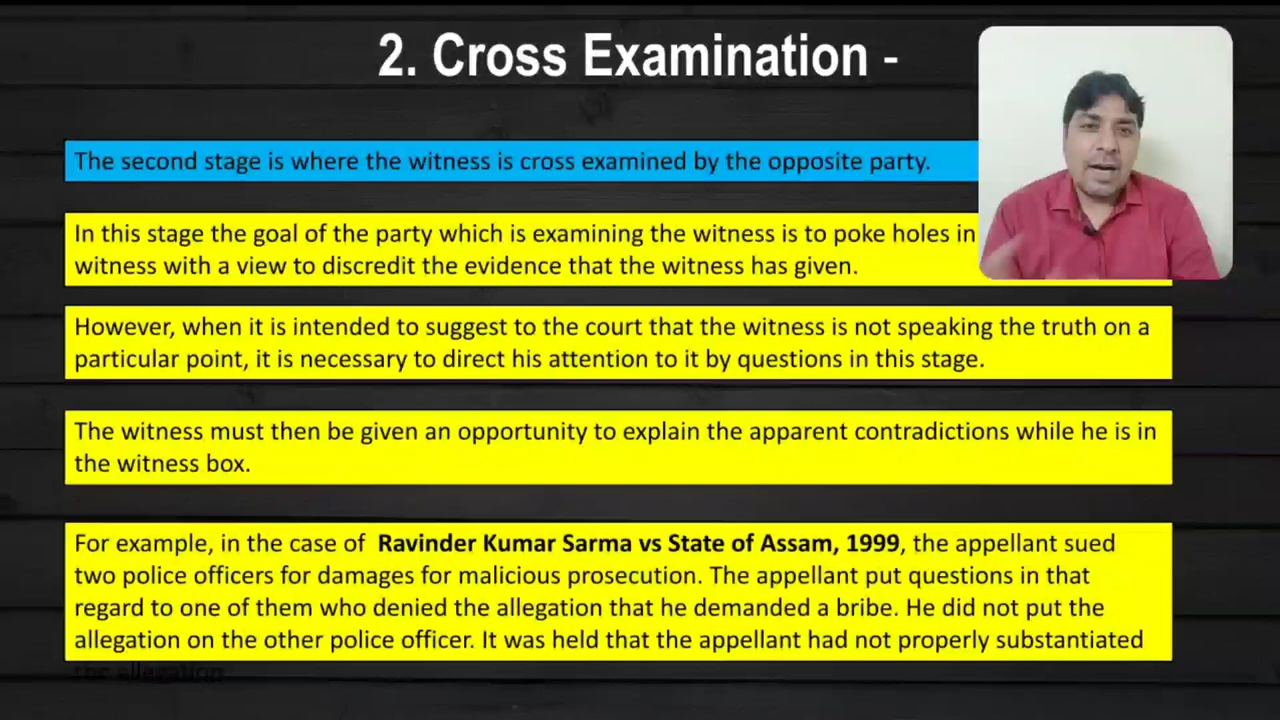 2. Cross Examination -
The second stage is where the witness is cross examined by the opposite party.
In this stage the goal of the party which is examining the witness is to poke holes in
witness with a view to discredit the evidence that the witness has given.
However, when it is intended to suggest to the court that the witness is not speaking the truth on a
particular point, it is necessary to direct his attention to it by questions in this stage.
The witness must then be given an opportunity to explain the apparent contradictions while he is in
the witness box.
For example, in the case of Ravinder Kumar Sarma vs State of Assam, 1999, the appellant sued
two police officers for damages for malicious prosecution. The appellant put questions in that
regard to one of them who denied the allegation that he demanded a bribe. He did not put the
allegation on the other police officer. It was held that the appellant had not properly substantiated
the allegation